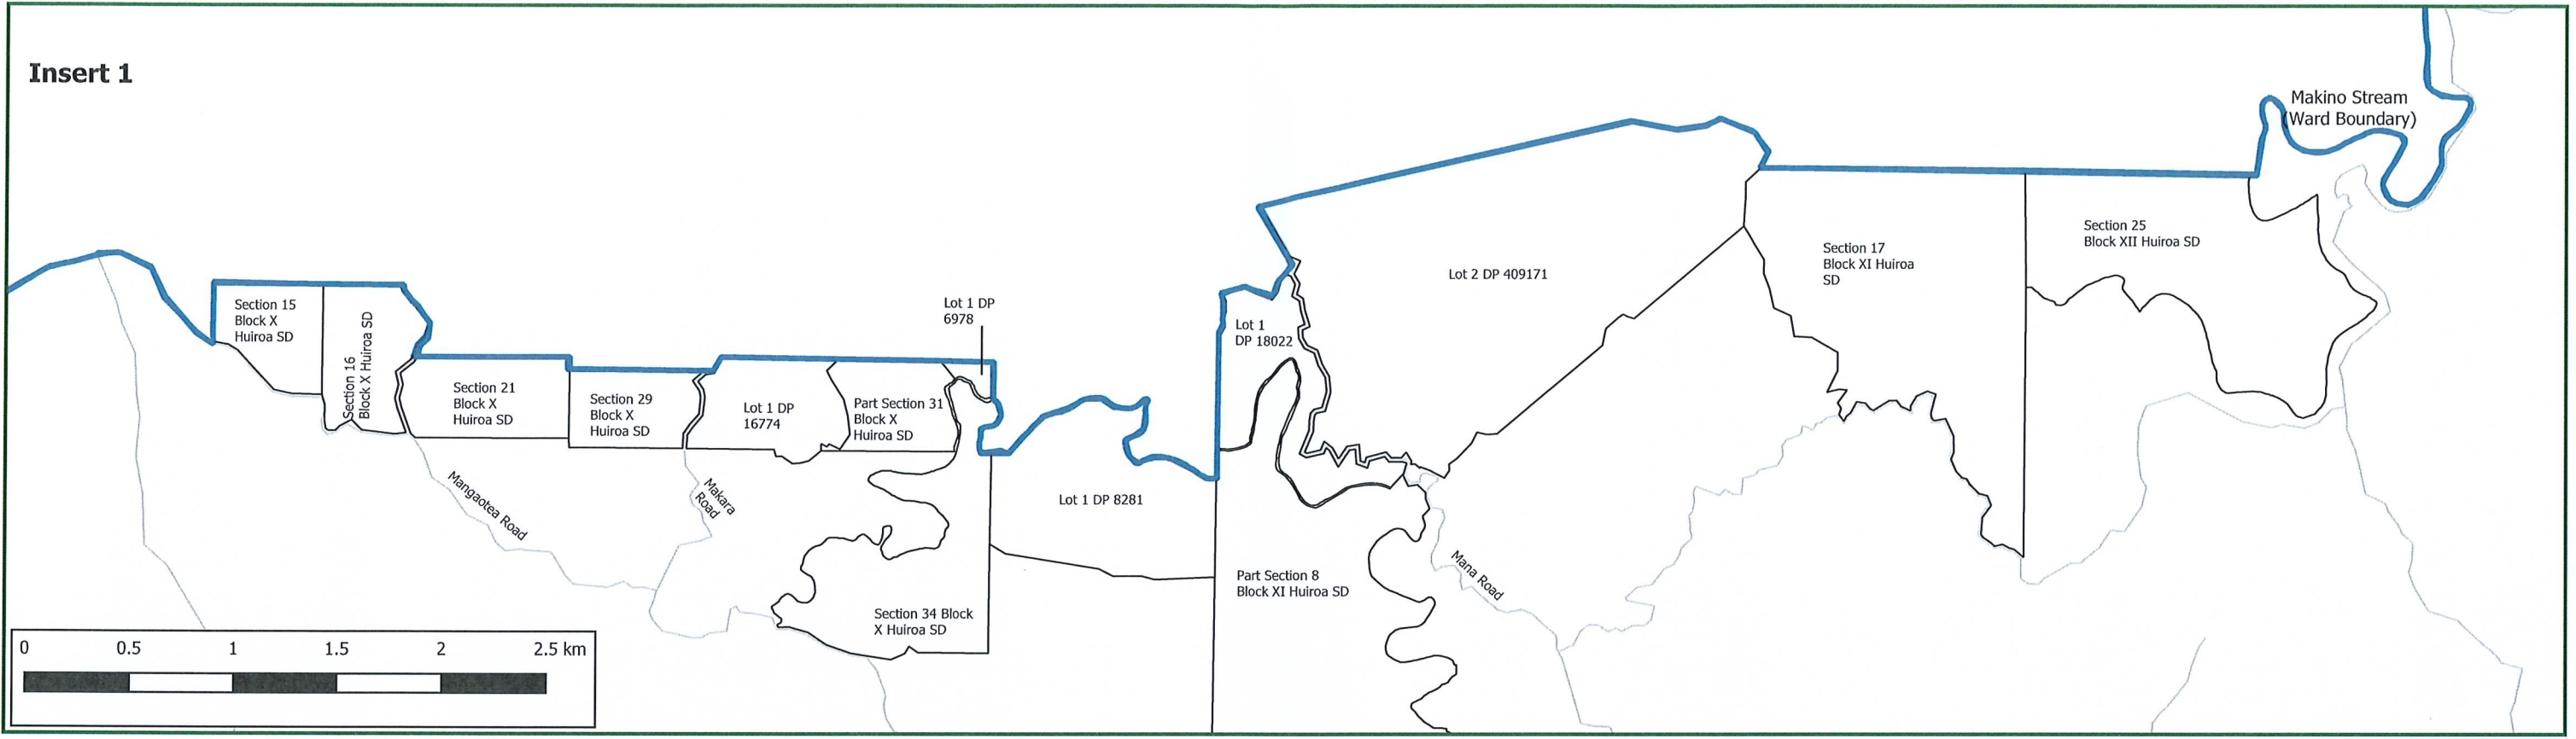 Insert 1
Makino Stream
(Ward Boundary)
Section 15
Block X
Huiroa SD
Section 16
Block X Huiroa SD
Section 21
Block X
Huiroa SD
Section 29
Block X
Huiroa SD
Lot 1 DP
16774
Part Section 31
Block X
Huiroa SD
Lot 1 DP
6978
Lot 1 DP 8281
Lot 1
DP 18022
Lot 2 DP 409171
Section 17
Block XI Huiroa
SD
Section 25
Block XII Huiroa SD
Mangaotea Road
Makara
Road
Section 34 Block
X Huiroa SD
Part Section 8
Block XI Huiroa SD
Mana Road
0 0.5 1 1.5 2 2.5 km